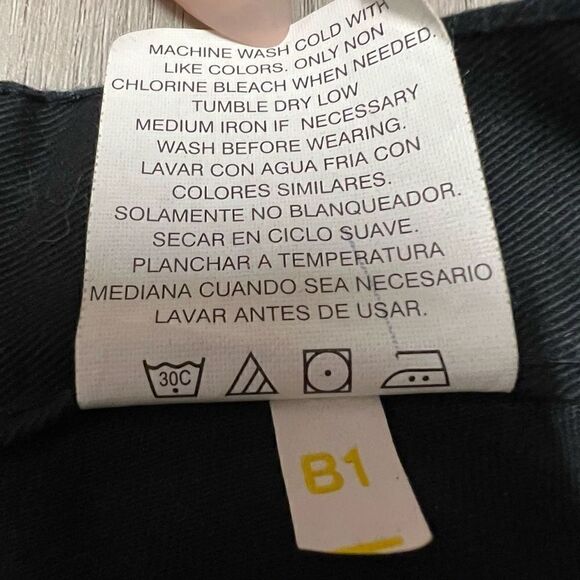 MACHINE WASH COLD WITH
LIKE COLORS. ONLY NON
CHLORINE BLEACH WHEN NEEDED.
TUMBLE DRY LOW
MEDIUM IRON IF NECESSARY
WASH BEFORE WEARING.
LAVAR CON AGUA FRIA CON
COLORES SIMILARES.
SOLAMENTE NO BLANQUEADOR.
SECAR EN CICLO SUAVE.
PLANCHAR A TEMPERATURA
MEDIANA CUANDO SEA NECESARIO
LAVAR ANTES DE USAR.
30C
B1